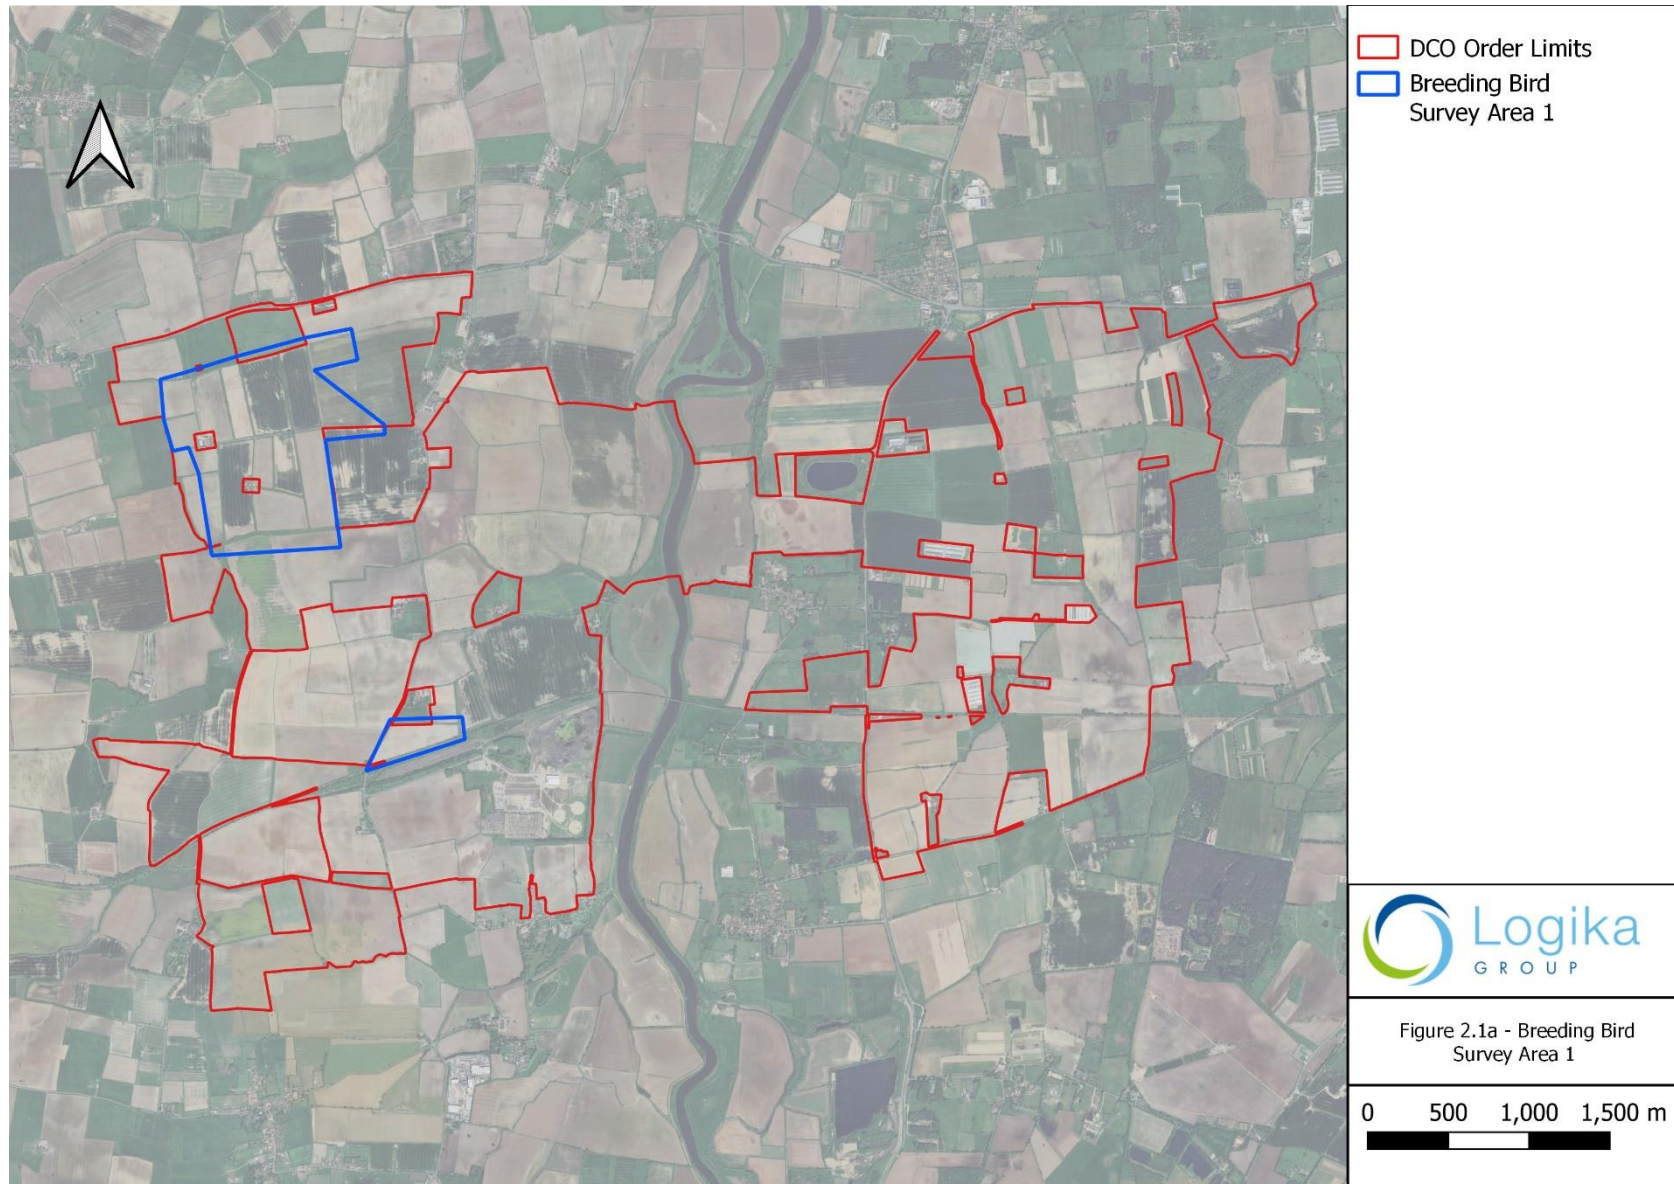 DCO Order Limits
Breeding Bird
Survey Area 1
Logika
GROUP
Figure 2.1a - Breeding Bird
Survey Area 1
0 500 1,000 1,500 m